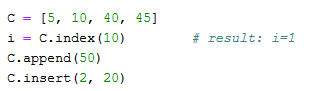 C = [5, 10, 40, 45]
i = C.index(10)         # result: i=1
C.append(50)
C.insert(2, 20)